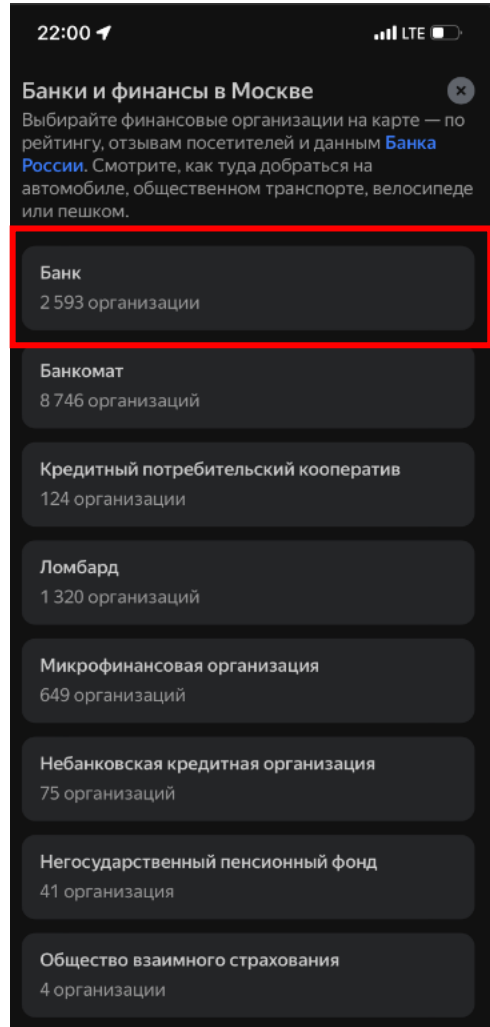 22:00
LTE
Банки и финансы в Москве
Выбирайте финансовые организации на карте — по
рейтингу, отзывам посетителей и данным Банка
России. Смотрите, как туда добраться на
автомобиле, общественном транспорте, велосипеде
или пешком.
Банк
2 593 организации
Банкомат
8 746 организаций
Кредитный потребительский кооператив
124 организации
Ломбард
1 320 организаций
Микрофинансовая организация
649 организаций
Небанковская кредитная организация
75 организаций
Негосударственный пенсионный фонд
41 организация
Общество взаимного страхования
4 организации